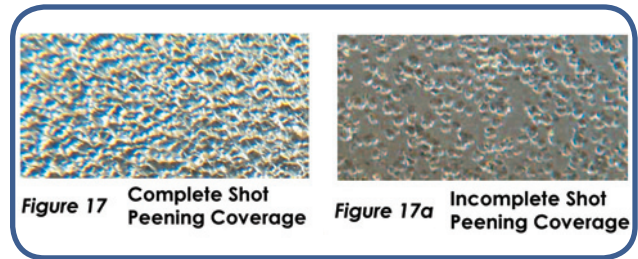 Figure 17 Complete Shot
Peening Coverage
Figure 17a Incomplete Shot
Peening Coverage